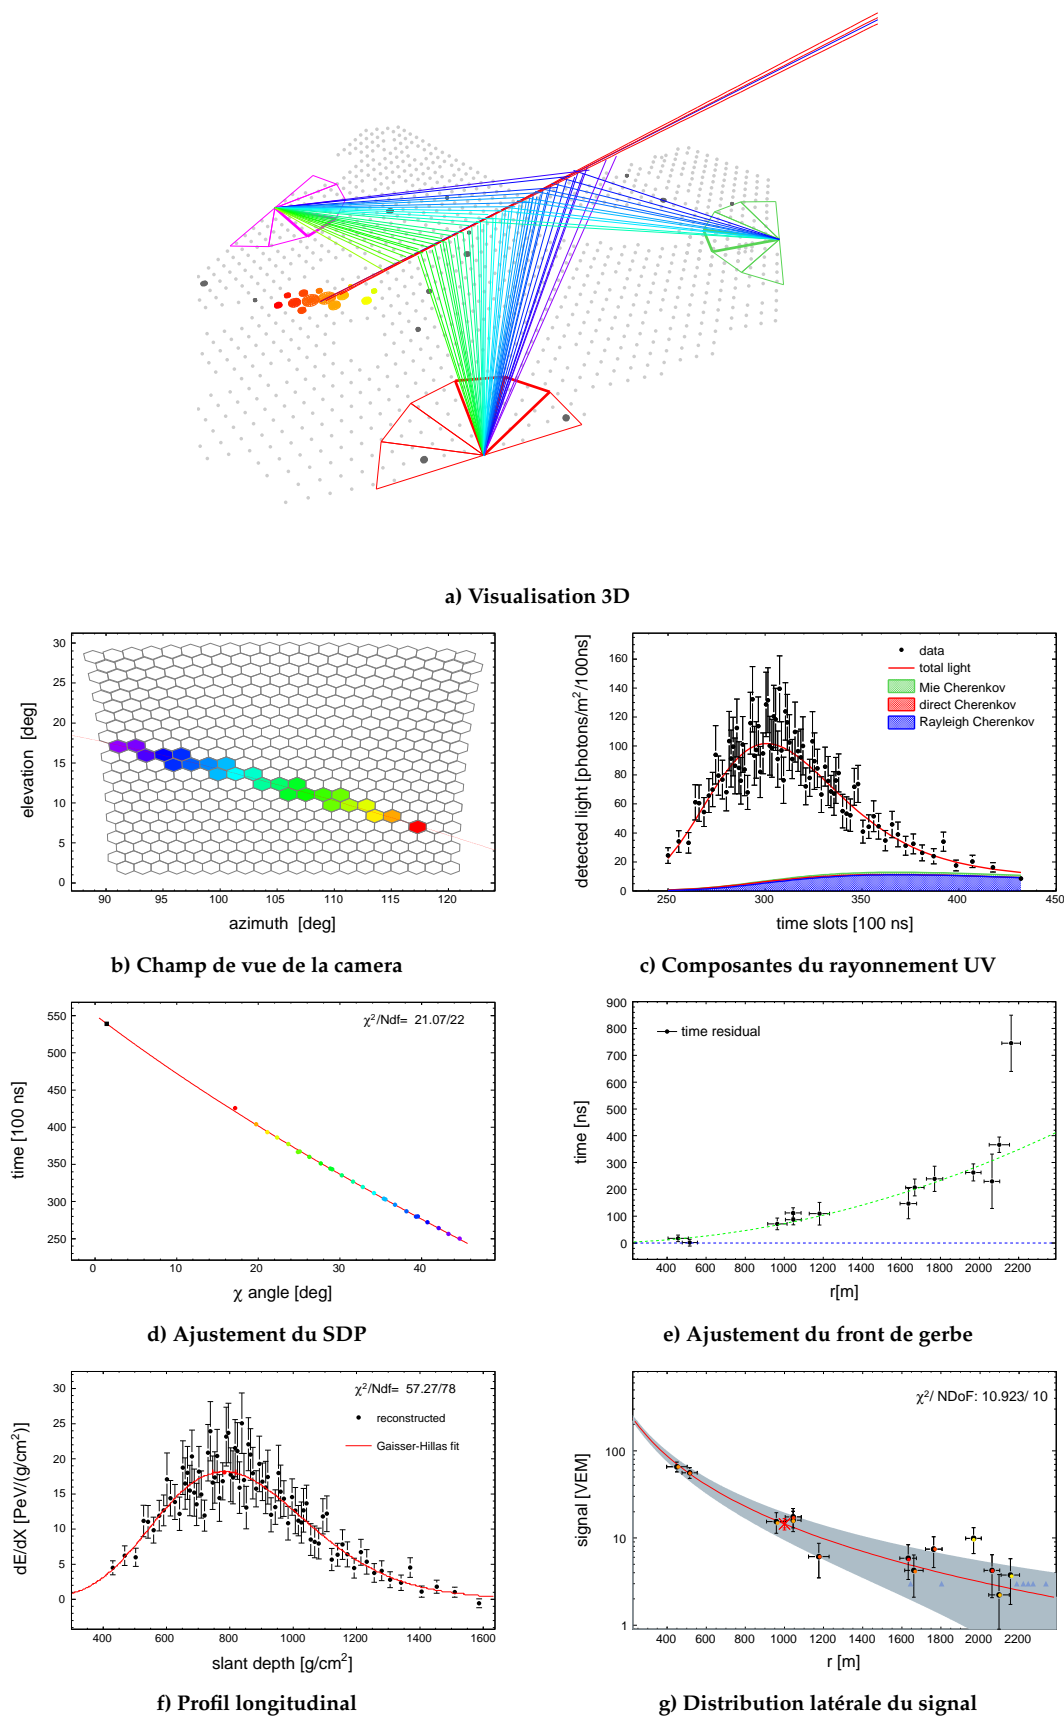 a) Visualisation 3D
elevation [deg]
30
25
20
15
10
5
0
90 95 100 105 110 115 120
azimuth [deg]
b) Champ de vue de la camera
detected light [photons/m²/100ns]
160
140
120
100
80
60
40
20
0
data
total light
Mie Cherenkov
direct Cherenkov
Rayleigh Cherenkov
250 300 350 400 450
time slots [100 ns]
c) Composantes du rayonnement UV
time [100 ns]
550
500
450
400
350
300
250
χ²/Ndf= 21.07/22
0 10 20 30 40
χ angle [deg]
d) Ajustement du SDP
time [ns]
900
800
700
600
500
400
300
200
100
0
time residual
400 600 800 1000 1200 1400 1600 1800 2000 2200
r[m]
e) Ajustement du front de gerbe
dE/dX [PeV/(g/cm²)]
30
25
20
15
10
5
0
χ²/Ndf= 57.27/78
reconstructed
Gaisser-Hillas fit
400 600 800 1000 1200 1400 1600
slant depth [g/cm²]
f) Profil longitudinal
signal [VEM]
100
10
1
χ²/ NDoF: 10.923/ 10
400 600 800 1000 1200 1400 1600 1800 2000 2200
r [m]
g) Distribution latérale du signal